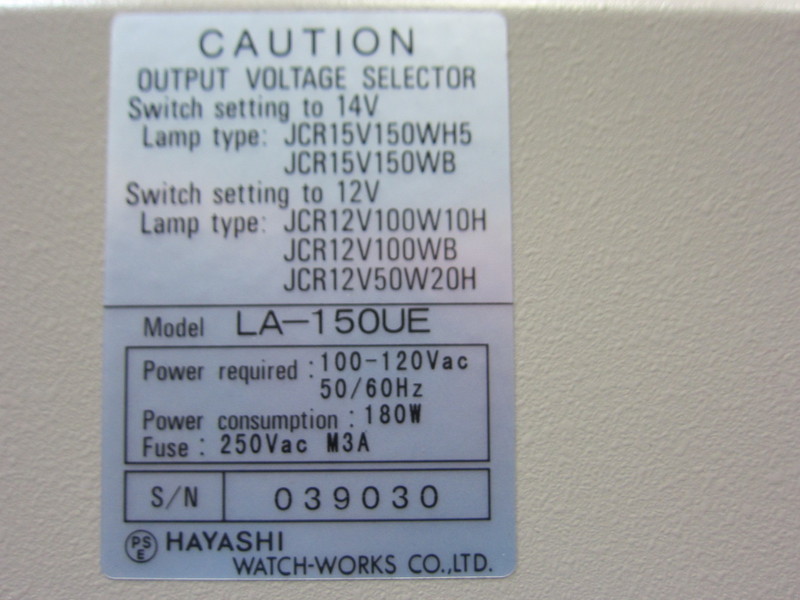 CAUTION
OUTPUT VOLTAGE SELECTOR
Switch setting to 14V
Lamp type: JCR15V150WH5
JCR15V150WB
Switch setting to 12V
Lamp type: JCR12V100W10H
JCR12V100WB
JCR12V50W20H
Model LA-150UE
Power required : 100-120Vac
50/60Hz
Power consumption : 180W
Fuse : 250Vac M3A
S/N 039030
PS E HAYASHI
WATCH-WORKS CO.,LTD.